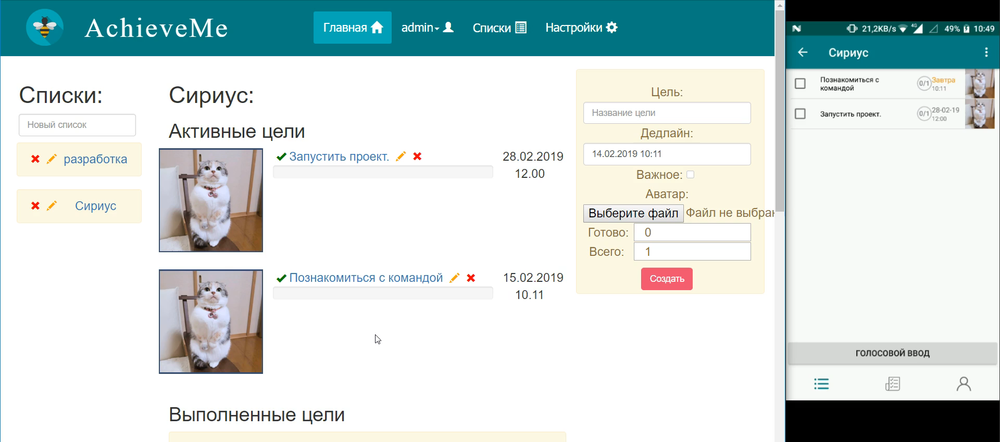 AchieveMe
Главная
admin
Списки
Настройки
Списки:
Новый список
разработка
Сириус
Сириус:
Активные цели
Запустить проект.
28.02.2019
12.00
Познакомиться с командой
15.02.2019
10.11
Выполненные цели
Цель:
Название цели
Дедлайн:
14.02.2019 10:11
Важное:
Аватар:
Выберите файл Файл не выбран
Готово: 0
Всего: 1
Создать
21,2KB/s 4G 49% 10:49
Сириус
Познакомиться с
командой
0/1
Завтра
10:11
Запустить проект.
0/1
28-02-19
12:00
ГОЛОСОВОЙ ВВОД